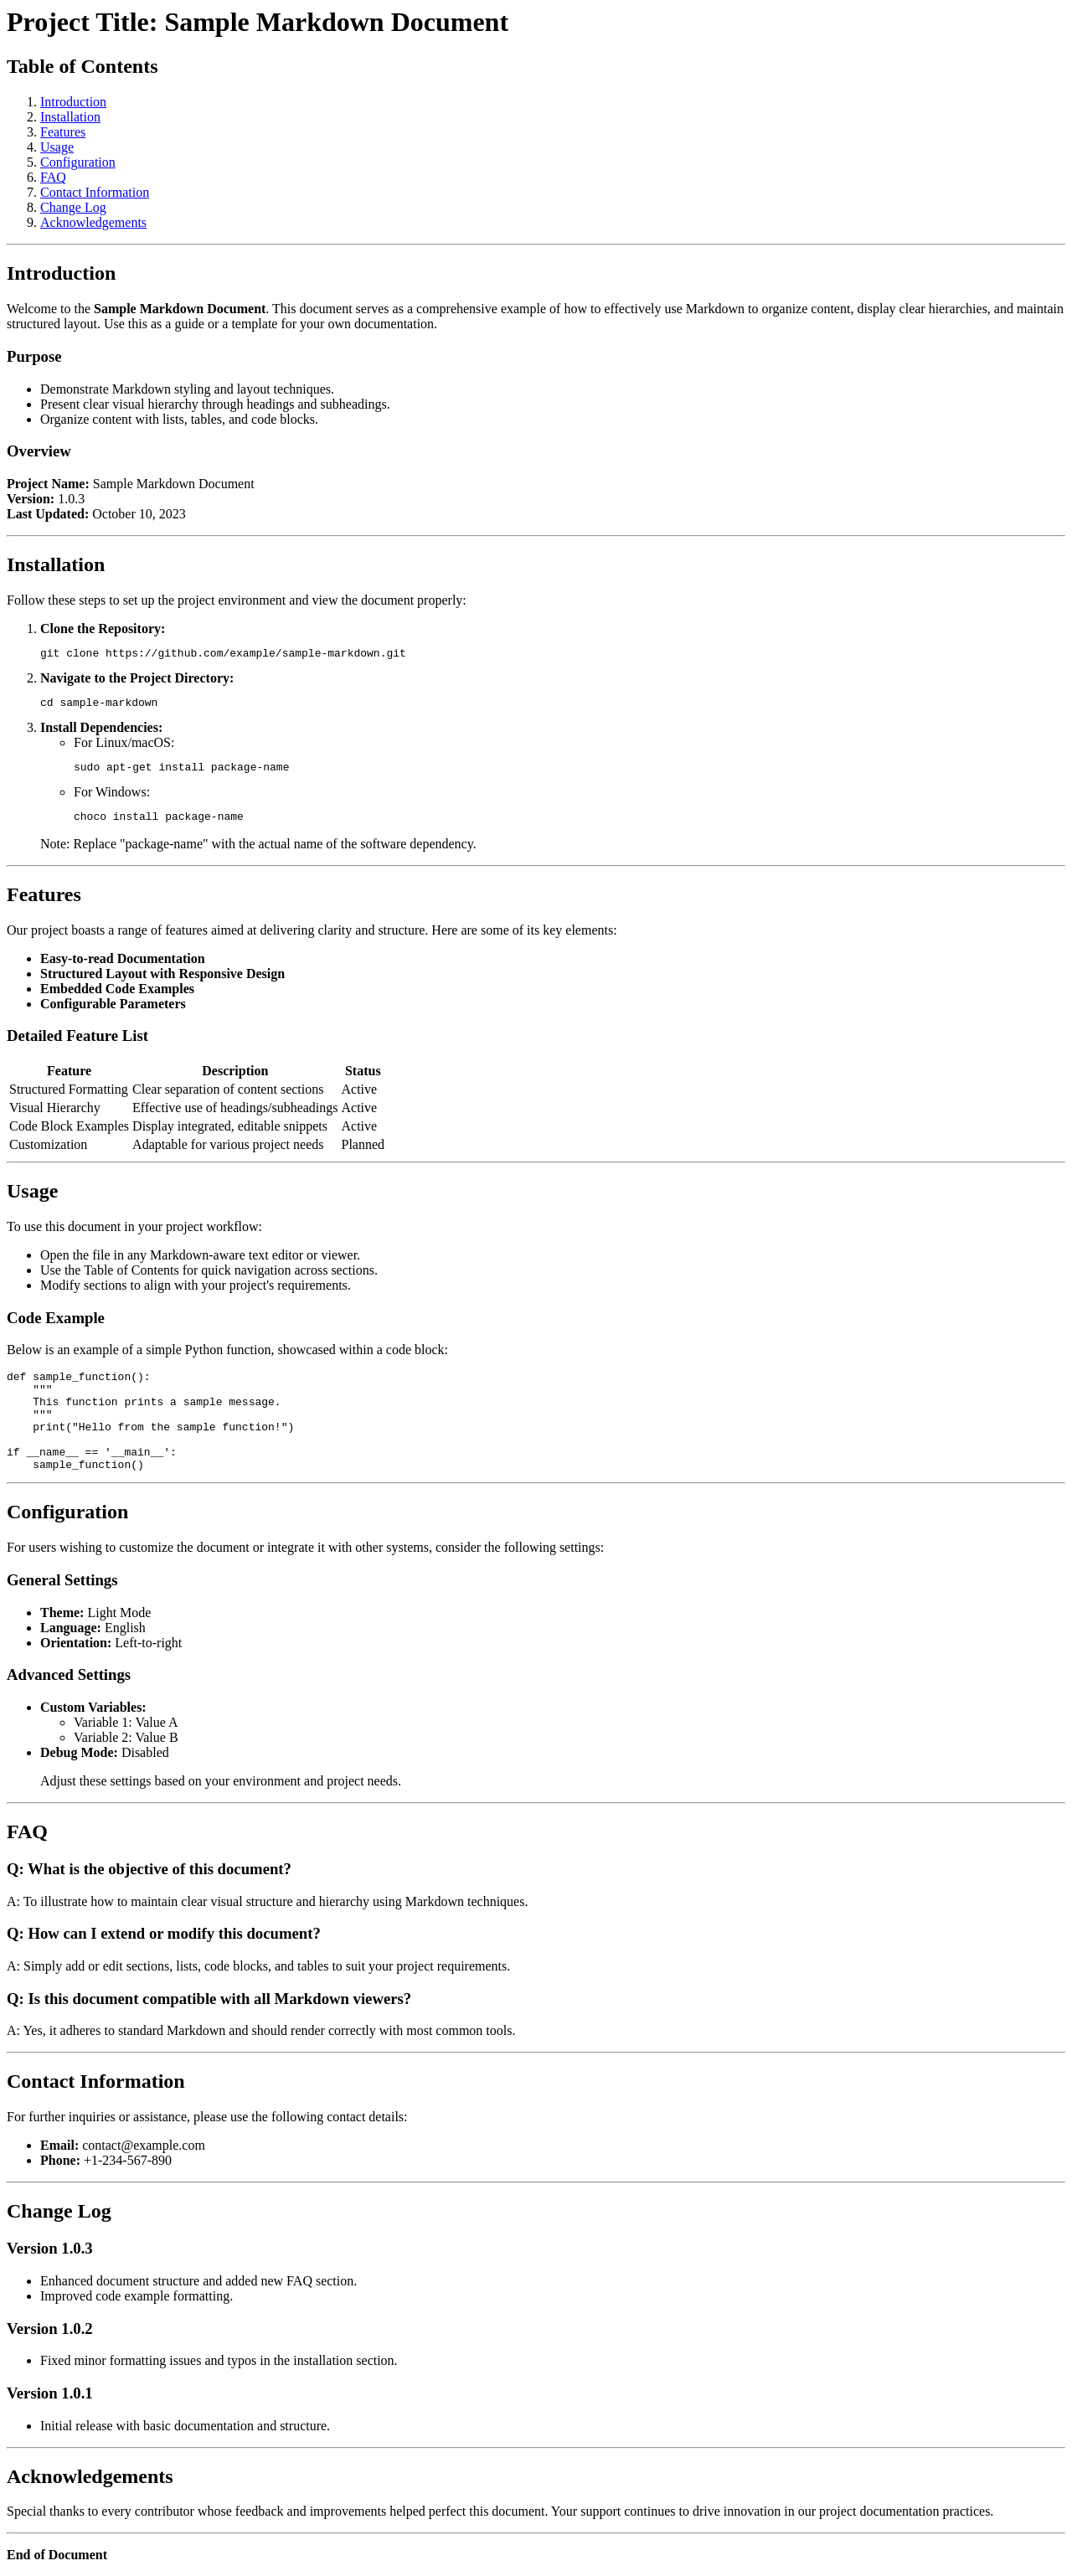 Project Title: Sample Markdown Document
Table of Contents
1. Introduction
2. Installation
3. Features
4. Usage
5. Configuration
6. FAQ
7. Contact Information
8. Change Log
9. Acknowledgements
Introduction
Welcome to the Sample Markdown Document. This document serves as a comprehensive example of how to effectively use Markdown to organize content, display clear hierarchies, and maintain
structured layout. Use this as a guide or a template for your own documentation.
Purpose
• Demonstrate Markdown styling and layout techniques.
• Present clear visual hierarchy through headings and subheadings.
• Organize content with lists, tables, and code blocks.
Overview
Project Name: Sample Markdown Document
Version: 1.0.3
Last Updated: October 10, 2023
Installation
Follow these steps to set up the project environment and view the document properly:
1. Clone the Repository:
git clone https://github.com/example/sample-markdown.git
2. Navigate to the Project Directory:
cd sample-markdown
3. Install Dependencies:
◦ For Linux/macOS:
sudo apt-get install package-name
◦ For Windows:
choco install package-name
Note: Replace "package-name" with the actual name of the software dependency.
Features
Our project boasts a range of features aimed at delivering clarity and structure. Here are some of its key elements:
• Easy-to-read Documentation
• Structured Layout with Responsive Design
• Embedded Code Examples
• Configurable Parameters
Detailed Feature List
Feature Description Status
Structured Formatting Clear separation of content sections Active
Visual Hierarchy Effective use of headings/subheadings Active
Code Block Examples Display integrated, editable snippets Active
Customization Adaptable for various project needs Planned
Usage
To use this document in your project workflow:
• Open the file in any Markdown-aware text editor or viewer.
• Use the Table of Contents for quick navigation across sections.
• Modify sections to align with your project's requirements.
Code Example
Below is an example of a simple Python function, showcased within a code block:
def sample_function():
    """
    This function prints a sample message.
    """
    print("Hello from the sample function!")
if __name__ == '__main__':
    sample_function()
Configuration
For users wishing to customize the document or integrate it with other systems, consider the following settings:
General Settings
• Theme: Light Mode
• Language: English
• Orientation: Left-to-right
Advanced Settings
• Custom Variables:
◦ Variable 1: Value A
◦ Variable 2: Value B
• Debug Mode: Disabled
Adjust these settings based on your environment and project needs.
FAQ
Q: What is the objective of this document?
A: To illustrate how to maintain clear visual structure and hierarchy using Markdown techniques.
Q: How can I extend or modify this document?
A: Simply add or edit sections, lists, code blocks, and tables to suit your project requirements.
Q: Is this document compatible with all Markdown viewers?
A: Yes, it adheres to standard Markdown and should render correctly with most common tools.
Contact Information
For further inquiries or assistance, please use the following contact details:
• Email: contact@example.com
• Phone: +1-234-567-890
Change Log
Version 1.0.3
• Enhanced document structure and added new FAQ section.
• Improved code example formatting.
Version 1.0.2
• Fixed minor formatting issues and typos in the installation section.
Version 1.0.1
• Initial release with basic documentation and structure.
Acknowledgements
Special thanks to every contributor whose feedback and improvements helped perfect this document. Your support continues to drive innovation in our project documentation practices.
End of Document